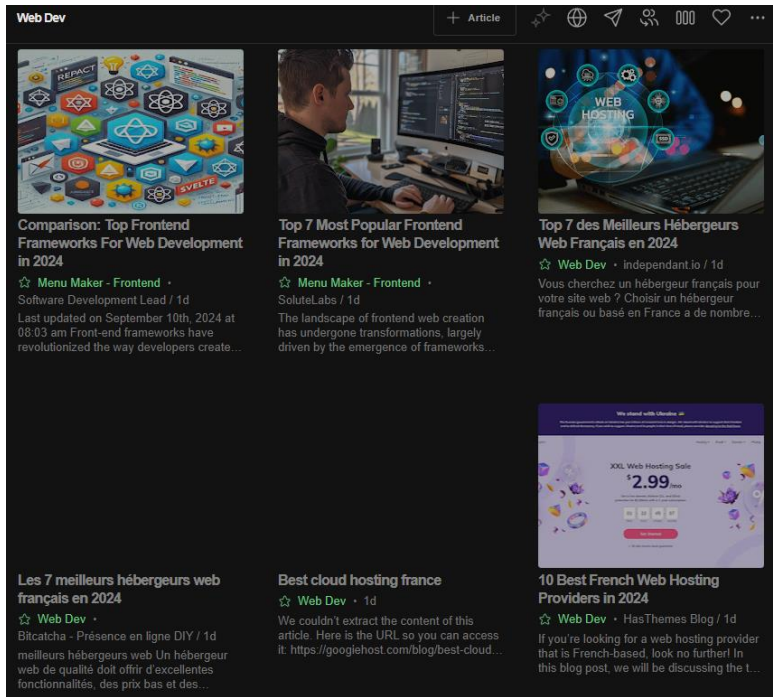 Web Dev
Article
REPACT
SVELTE
WEB
HOSTING
Comparison: Top Frontend
Frameworks For Web Development
in 2024
Menu Maker - Frontend •
Software Development Lead / 1d
Last updated on September 10th, 2024 at
08:03 am Front-end frameworks have
revolutionized the way developers create…
Top 7 Most Popular Frontend
Frameworks for Web Development
in 2024
Menu Maker - Frontend •
SoluteLabs / 1d
The landscape of frontend web creation
has undergone transformations, largely
driven by the emergence of frameworks…
Top 7 des Meilleurs Hébergeurs
Web Français en 2024
Web Dev • independant.io / 1d
Vous cherchez un hébergeur français pour
votre site web ? Choisir un hébergeur
français ou basé en France a de nombre…
We stand with Ukraine
XXL Web Hosting Sale
$2.99/mo
Les 7 meilleurs hébergeurs web
français en 2024
Web Dev •
Bitcatcha - Présence en ligne DIY / 1d
meilleurs hébergeurs web Un hébergeur
web de qualité doit offrir d'excellentes
fonctionnalités, des prix bas et des…
Best cloud hosting france
Web Dev • 1d
We couldn't extract the content of this
article. Here is the URL so you can access
it: https://googiehost.com/blog/best-cloud…
10 Best French Web Hosting
Providers in 2024
Web Dev • HasThemes Blog / 1d
If you're looking for a web hosting provider
that is French-based, look no further! In
this blog post, we will be discussing the t…